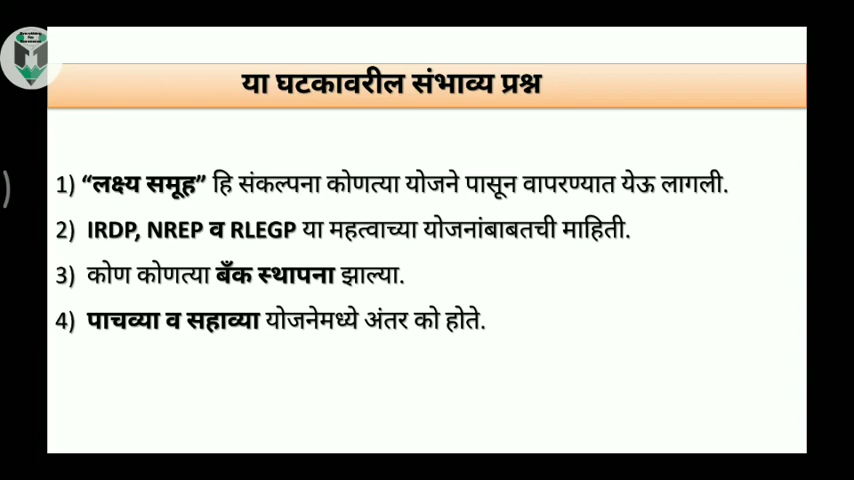 या घटकावरील संभाव्य प्रश्न
1) “लक्ष्य समूह” हि संकल्पना कोणत्या योजने पासून वापरण्यात येऊ लागली.
2) IRDP, NREP व RLEGP या महत्वाच्या योजनांबाबतची माहिती.
3) कोण कोणत्या बँक स्थापना झाल्या.
4) पाचव्या व सहाव्या योजनेमध्ये अंतर को होते.